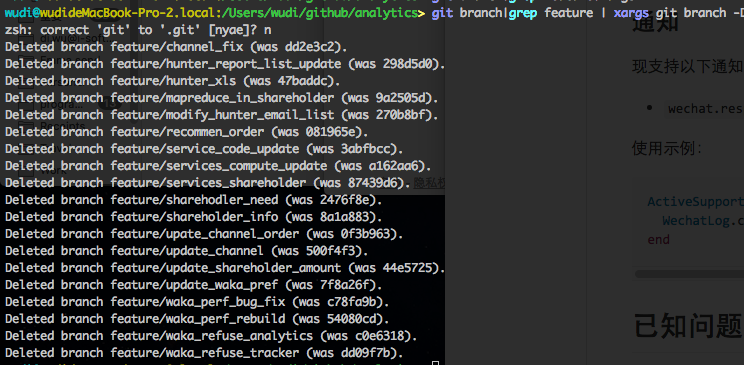 wudi@wudideMacBook-Pro-2.local:/Users/wudi/github/analytics> git branch|grep feature | xargs git branch -D
zsh: correct 'git' to '.git' [nyae]? n
Deleted branch feature/channel_fix (was dd2e3c2).
Deleted branch feature/hunter_report_list_update (was 298d5d0).
Deleted branch feature/hunter_xls (was 47baddc).
Deleted branch feature/mapreduce_in_shareholder (was 9a2505d).
Deleted branch feature/modify_hunter_email_list (was 270b8bf).
Deleted branch feature/recommen_order (was 081965e).
Deleted branch feature/service_code_update (was 3abfbcc).
Deleted branch feature/services_compute_update (was a162aa6).
Deleted branch feature/services_shareholder (was 87439d6).
Deleted branch feature/sharehodler_need (was 2476f8e).
Deleted branch feature/shareholder_info (was 8a1a883).
Deleted branch feature/upate_channel_order (was 0f3b963).
Deleted branch feature/update_channel (was 500f4f3).
Deleted branch feature/update_shareholder_amount (was 44e5725).
Deleted branch feature/update_waka_pref (was 7f8a26f).
Deleted branch feature/waka_perf_bug_fix (was c78fa9b).
Deleted branch feature/waka_perf_rebuild (was 54080cd).
Deleted branch feature/waka_refuse_analytics (was c0e6318).
Deleted branch feature/waka_refuse_tracker (was dd09f7b).
通知
现支持以下通知
wechat.res
使用示例：
ActiveSupport
WechatLog.c
end
已知问题